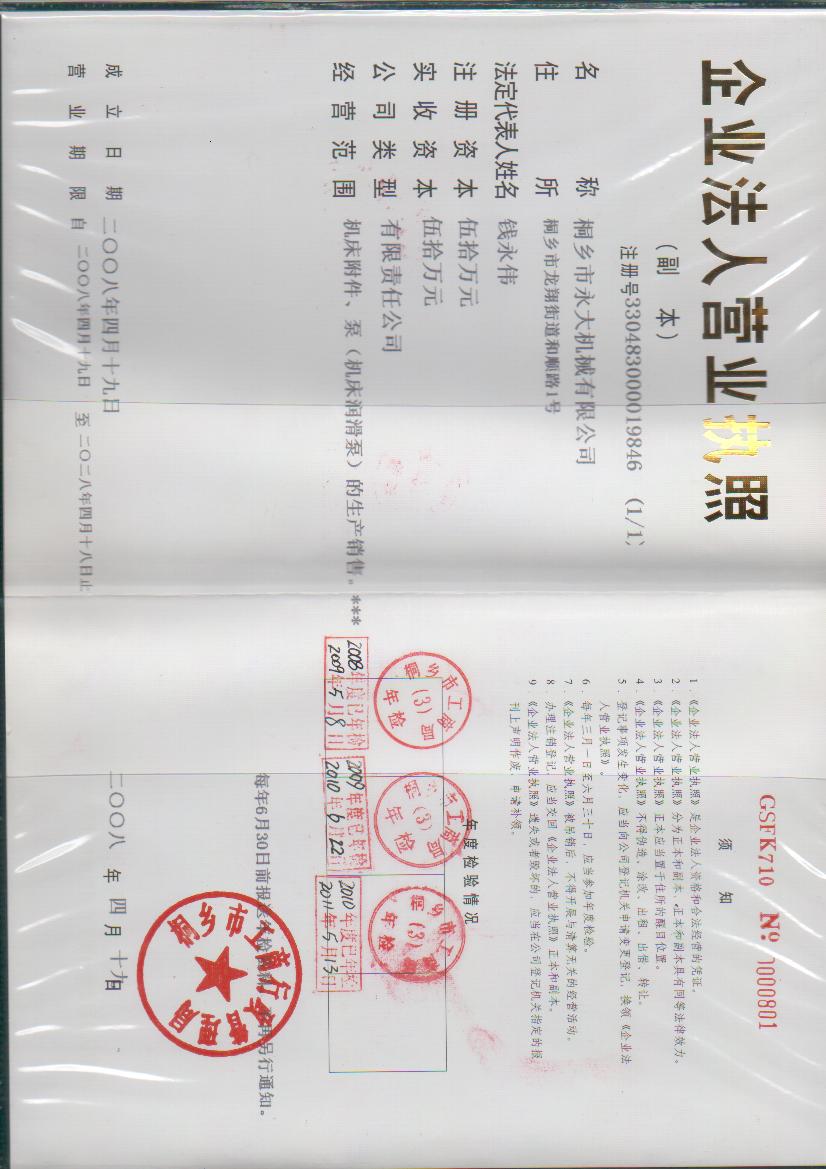 企业法人营业执照
（副 本）
注册号330483000019846 （1/1）
名 称 桐乡市永大机械有限公司
住 所 桐乡市龙翔街道和顺路1号
法定代表人姓名 钱永伟
注 册 资 本 伍拾万元
实 收 资 本 伍拾万元
公 司 类 型 有限责任公司
经 营 范 围 机床附件、泵（机床润滑泵）的生产销售。***
成 立 日 期 二〇〇八年四月十九日
营 业 期 限 自 二〇〇八年四月十九日 至 二〇二八年四月十八日止
GSFK710 № 0000801
须 知
1．《企业法人营业执照》是企业法人资格和合法经营的凭证。
2．《企业法人营业执照》分为正本和副本，正本和副本具有同等法律效力。
3．《企业法人营业执照》正本应当置于住所的醒目位置。
4．《企业法人营业执照》不得伪造、涂改、出租、出借、转让。
5．登记事项发生变化，应当向公司登记机关申请变更登记，换领《企业法
人营业执照》。
6．每年三月一日至六月三十日，应当参加年度检验。
7．《企业法人营业执照》被吊销后，不得开展与清算无关的经营活动。
8．办理注销登记，应当交回《企业法人营业执照》正本和副本。
9．《企业法人营业执照》遗失或者毁坏的，应当在公司登记机关指定的报
刊上声明作废，申请补领。
年度检验情况
桐乡市工商局
（3）
年检
2008年度已年检
2009年5月8日
工商局
（3）
年检
2009年度已年检
2010年6月22日
乡市工
（3）
年检
2010年度已年检
2011年5月13日
每年6月30日前报送年检材料，
另行通知。
桐乡市工商行政管理局
二〇〇八 年 四 月 十九日